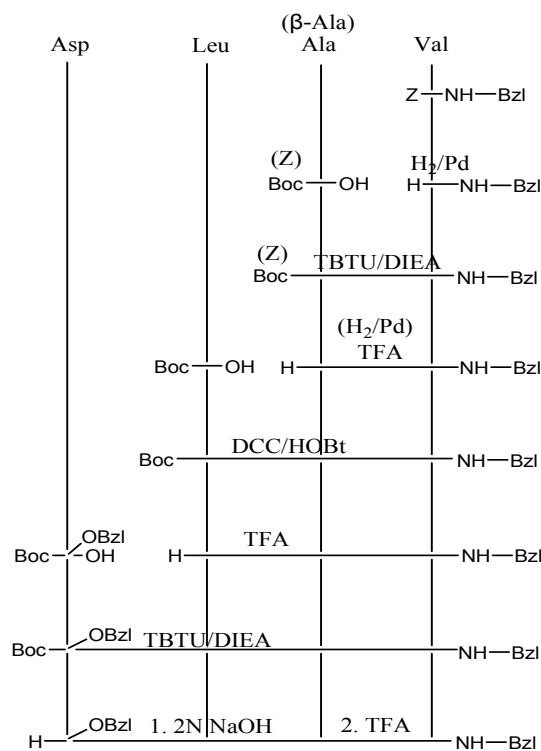 (β-Ala)
Asp Leu Ala Val
Z NH Bzl
(Z) H2/Pd
Boc OH H NH Bzl
(Z) TBTU/DIEA
Boc NH Bzl
(H2/Pd)
TFA
Boc OH H NH Bzl
DCC/HOBt
Boc NH Bzl
OBzl
Boc OH H TFA NH Bzl
OBzl TBTU/DIEA
Boc NH Bzl
OBzl 1. 2N NaOH 2. TFA
H NH Bzl